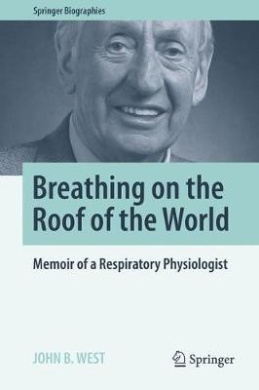 Springer Biographies
Breathing on the
Roof of the World
Memoir of a Respiratory Physiologist
JOHN B. WEST
Springer